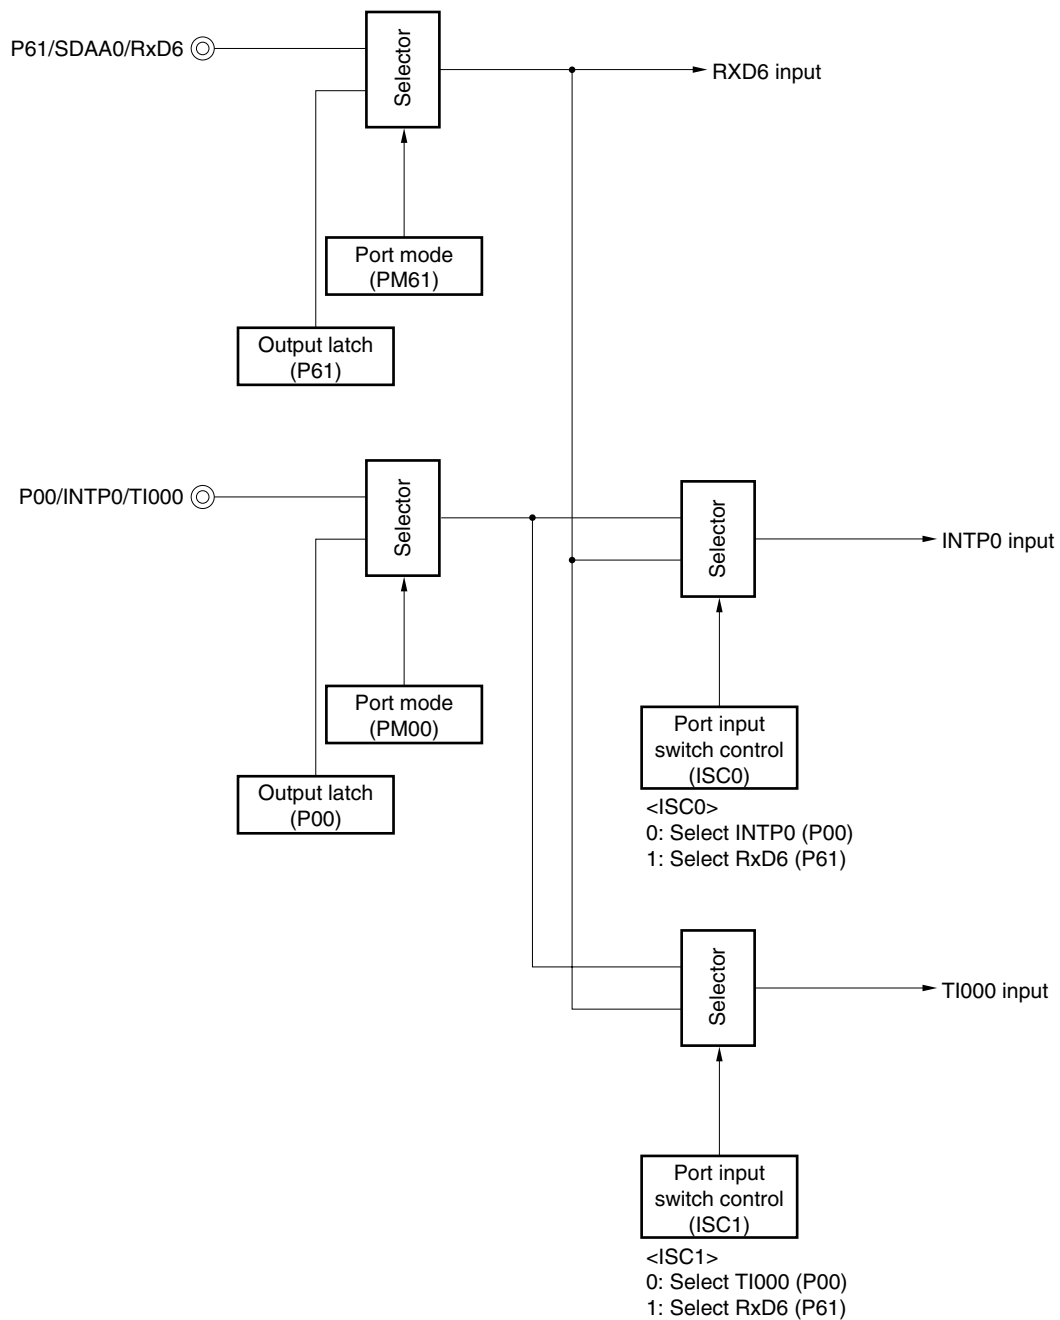 P61/SDAA0/RxD6
Selector
RXD6 input
Port mode
(PM61)
Output latch
(P61)
P00/INTP0/TI000
Selector
Selector
INTP0 input
Port mode
(PM00)
Output latch
(P00)
Port input
switch control
(ISC0)
<ISC0>
0: Select INTP0 (P00)
1: Select RxD6 (P61)
Selector
TI000 input
Port input
switch control
(ISC1)
<ISC1>
0: Select TI000 (P00)
1: Select RxD6 (P61)